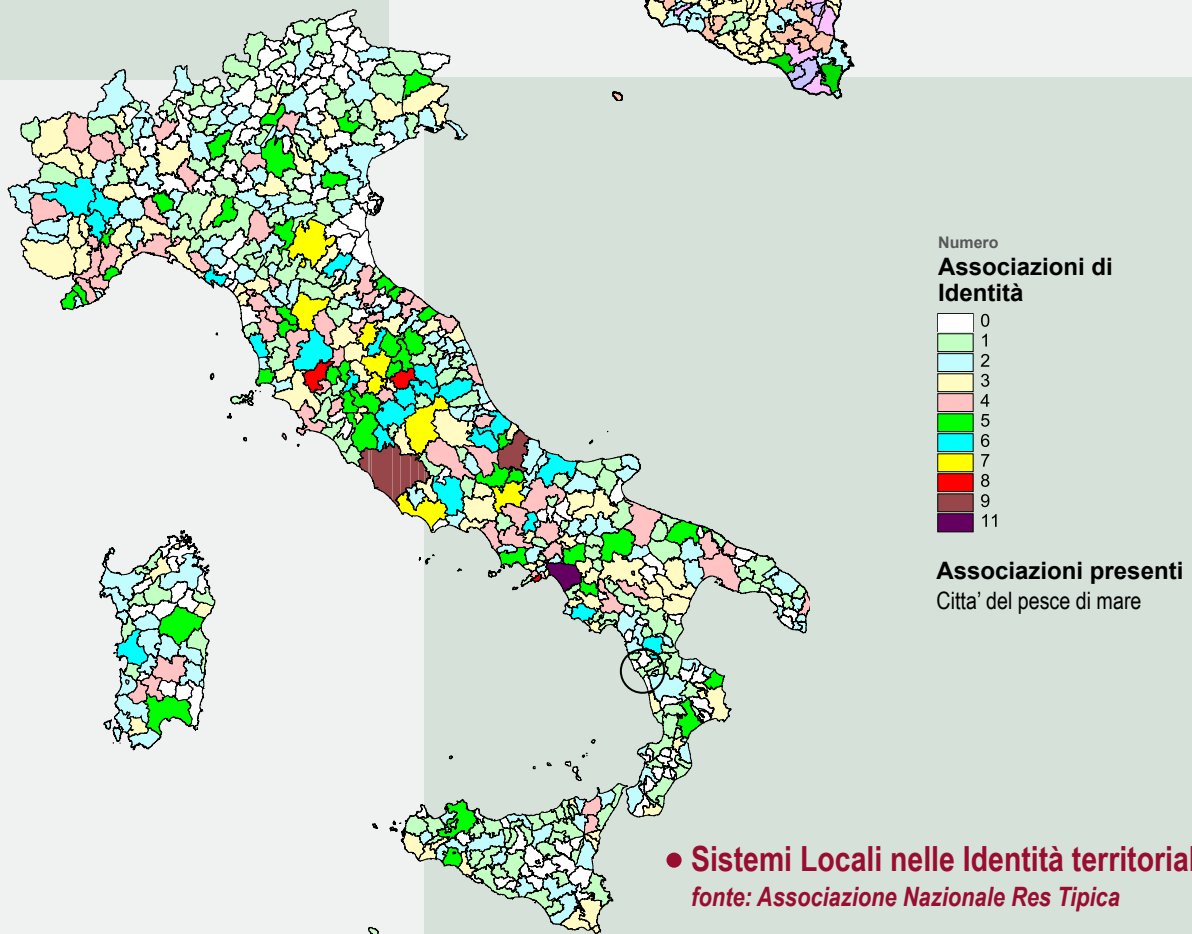 Numero
Associazioni di
Identità
0
1
2
3
4
5
6
7
8
9
11
Associazioni presenti
Citta' del pesce di mare
• Sistemi Locali nelle Identità territorial
fonte: Associazione Nazionale Res Tipica